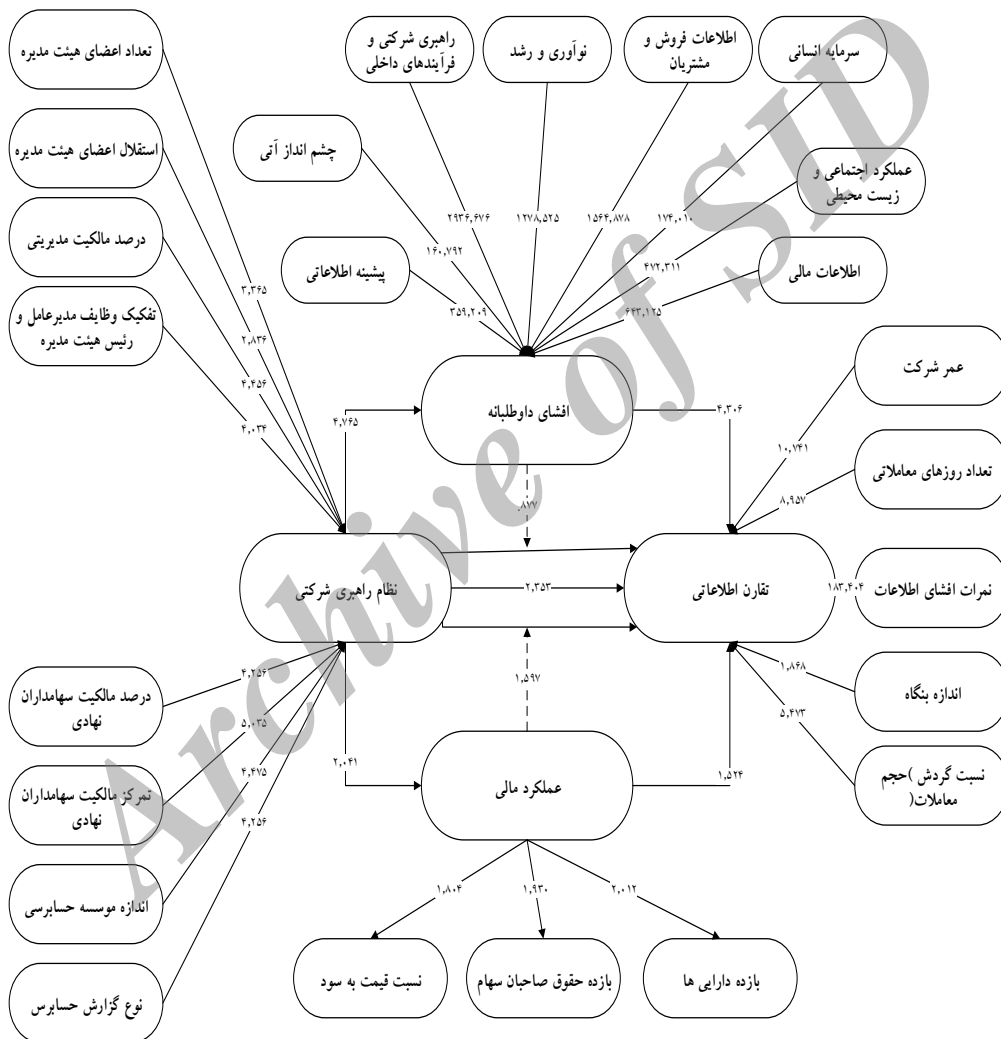 تعداد اعضای هیئت مدیره
راهبری شرکتی و
فرآیندهای داخلی
نوآوری و رشد
اطلاعات فروش و
مشتریان
سرمایه انسانی
استقلال اعضای هیئت مدیره
چشم انداز آتی
عملکرد اجتماعی و
زیست محیطی
درصد مالکیت مدیریتی
پیشینه اطلاعاتی
اطلاعات مالی
تفکیک وظایف مدیرعامل و
رئیس هیئت مدیره
۲۹۳۶,۶۷۶
۱۲۷۸,۵۲۵
۱۵۶۴,۸۷۸
۱۷۴,۰۱۰
۱۶۰,۷۹۲
۴۷۲,۳۱۱
۳۵۹,۲۰۹
۶۴۳,۱۲۵
۳,۳۶۵
۲,۸۳۶
۴,۴۵۶
۴,۰۳۴
افشای داوطلبانه
۴,۷۶۵
۴,۳۰۶
عمر شرکت
۱۰,۷۴۱
تعداد روزهای معاملاتی
۸,۹۵۷
.۸۷۷
نظام راهبری شرکتی
۲,۳۵۳
تقارن اطلاعاتی
۱۸۳,۴۰۴
نمرات افشای اطلاعات
۱,۵۹۷
۱,۸۶۸
اندازه بنگاه
۵,۴۷۳
نسبت گردش )حجم
معاملات(
درصد مالکیت سهامداران
نهادی
۴,۲۵۶
۵,۰۳۵
تمرکز مالکیت سهامداران
نهادی
۴,۴۷۵
۴,۲۵۶
۲,۰۴۱
عملکرد مالی
۱,۵۲۴
اندازه موسسه حسابرسی
نوع گزارش حسابرس
۱,۸۰۴
۱,۹۳۰
۲,۰۱۲
نسبت قیمت به سود
بازده حقوق صاحبان سهام
بازده دارایی ها
Archive of SID